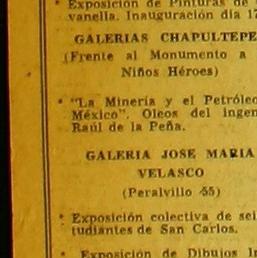 * Exposición de Pinturas de
vanella. Inauguración día 17
GALERIAS CHAPULTEPE
(Frente al Monumento a
Niños Héroes)
* "La Minería y el Petróleo
México". Oleos del ingen
Raúl de la Peña.
GALERIA JOSE MARIA
VELASCO
(Peralvillo 55)
* Exposición colectiva de sei
tudiantes de San Carlos.
* Exposición de Dibujos I